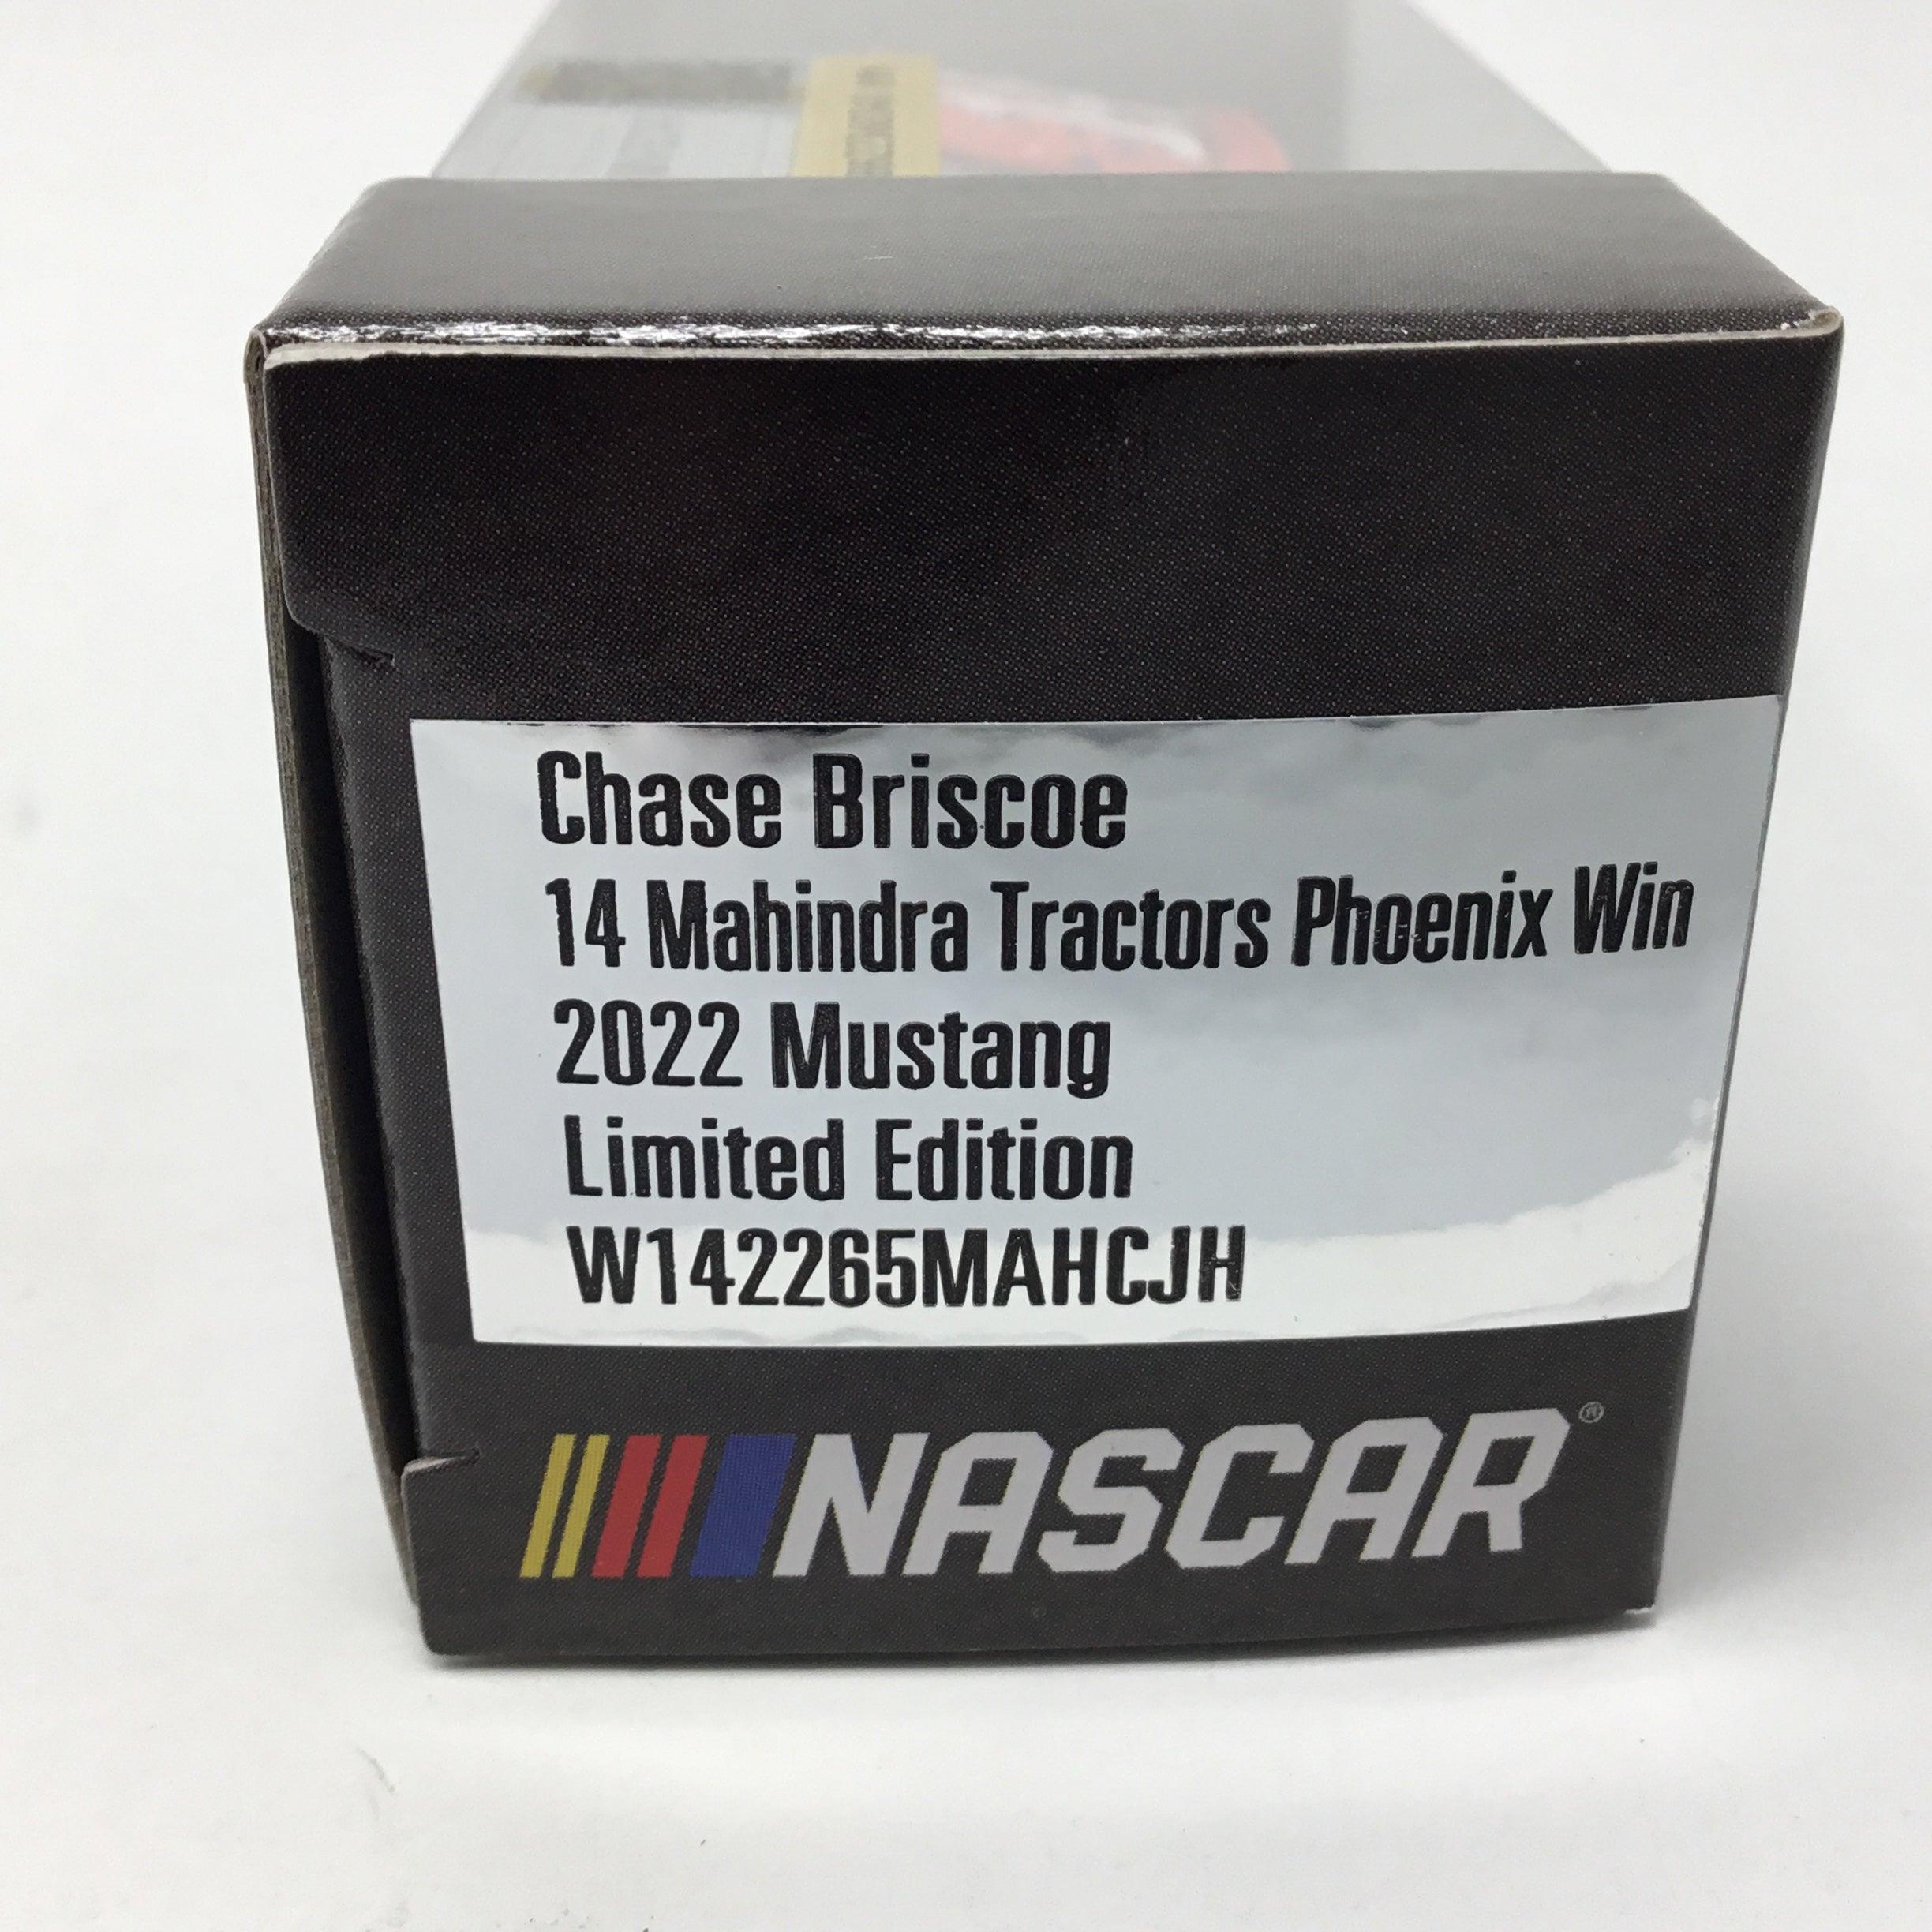 Chase Briscoe
14 Mahindra Tractors Phoenix Win
2022 Mustang
Limited Edition
W142265MAHCJH
NASCAR®